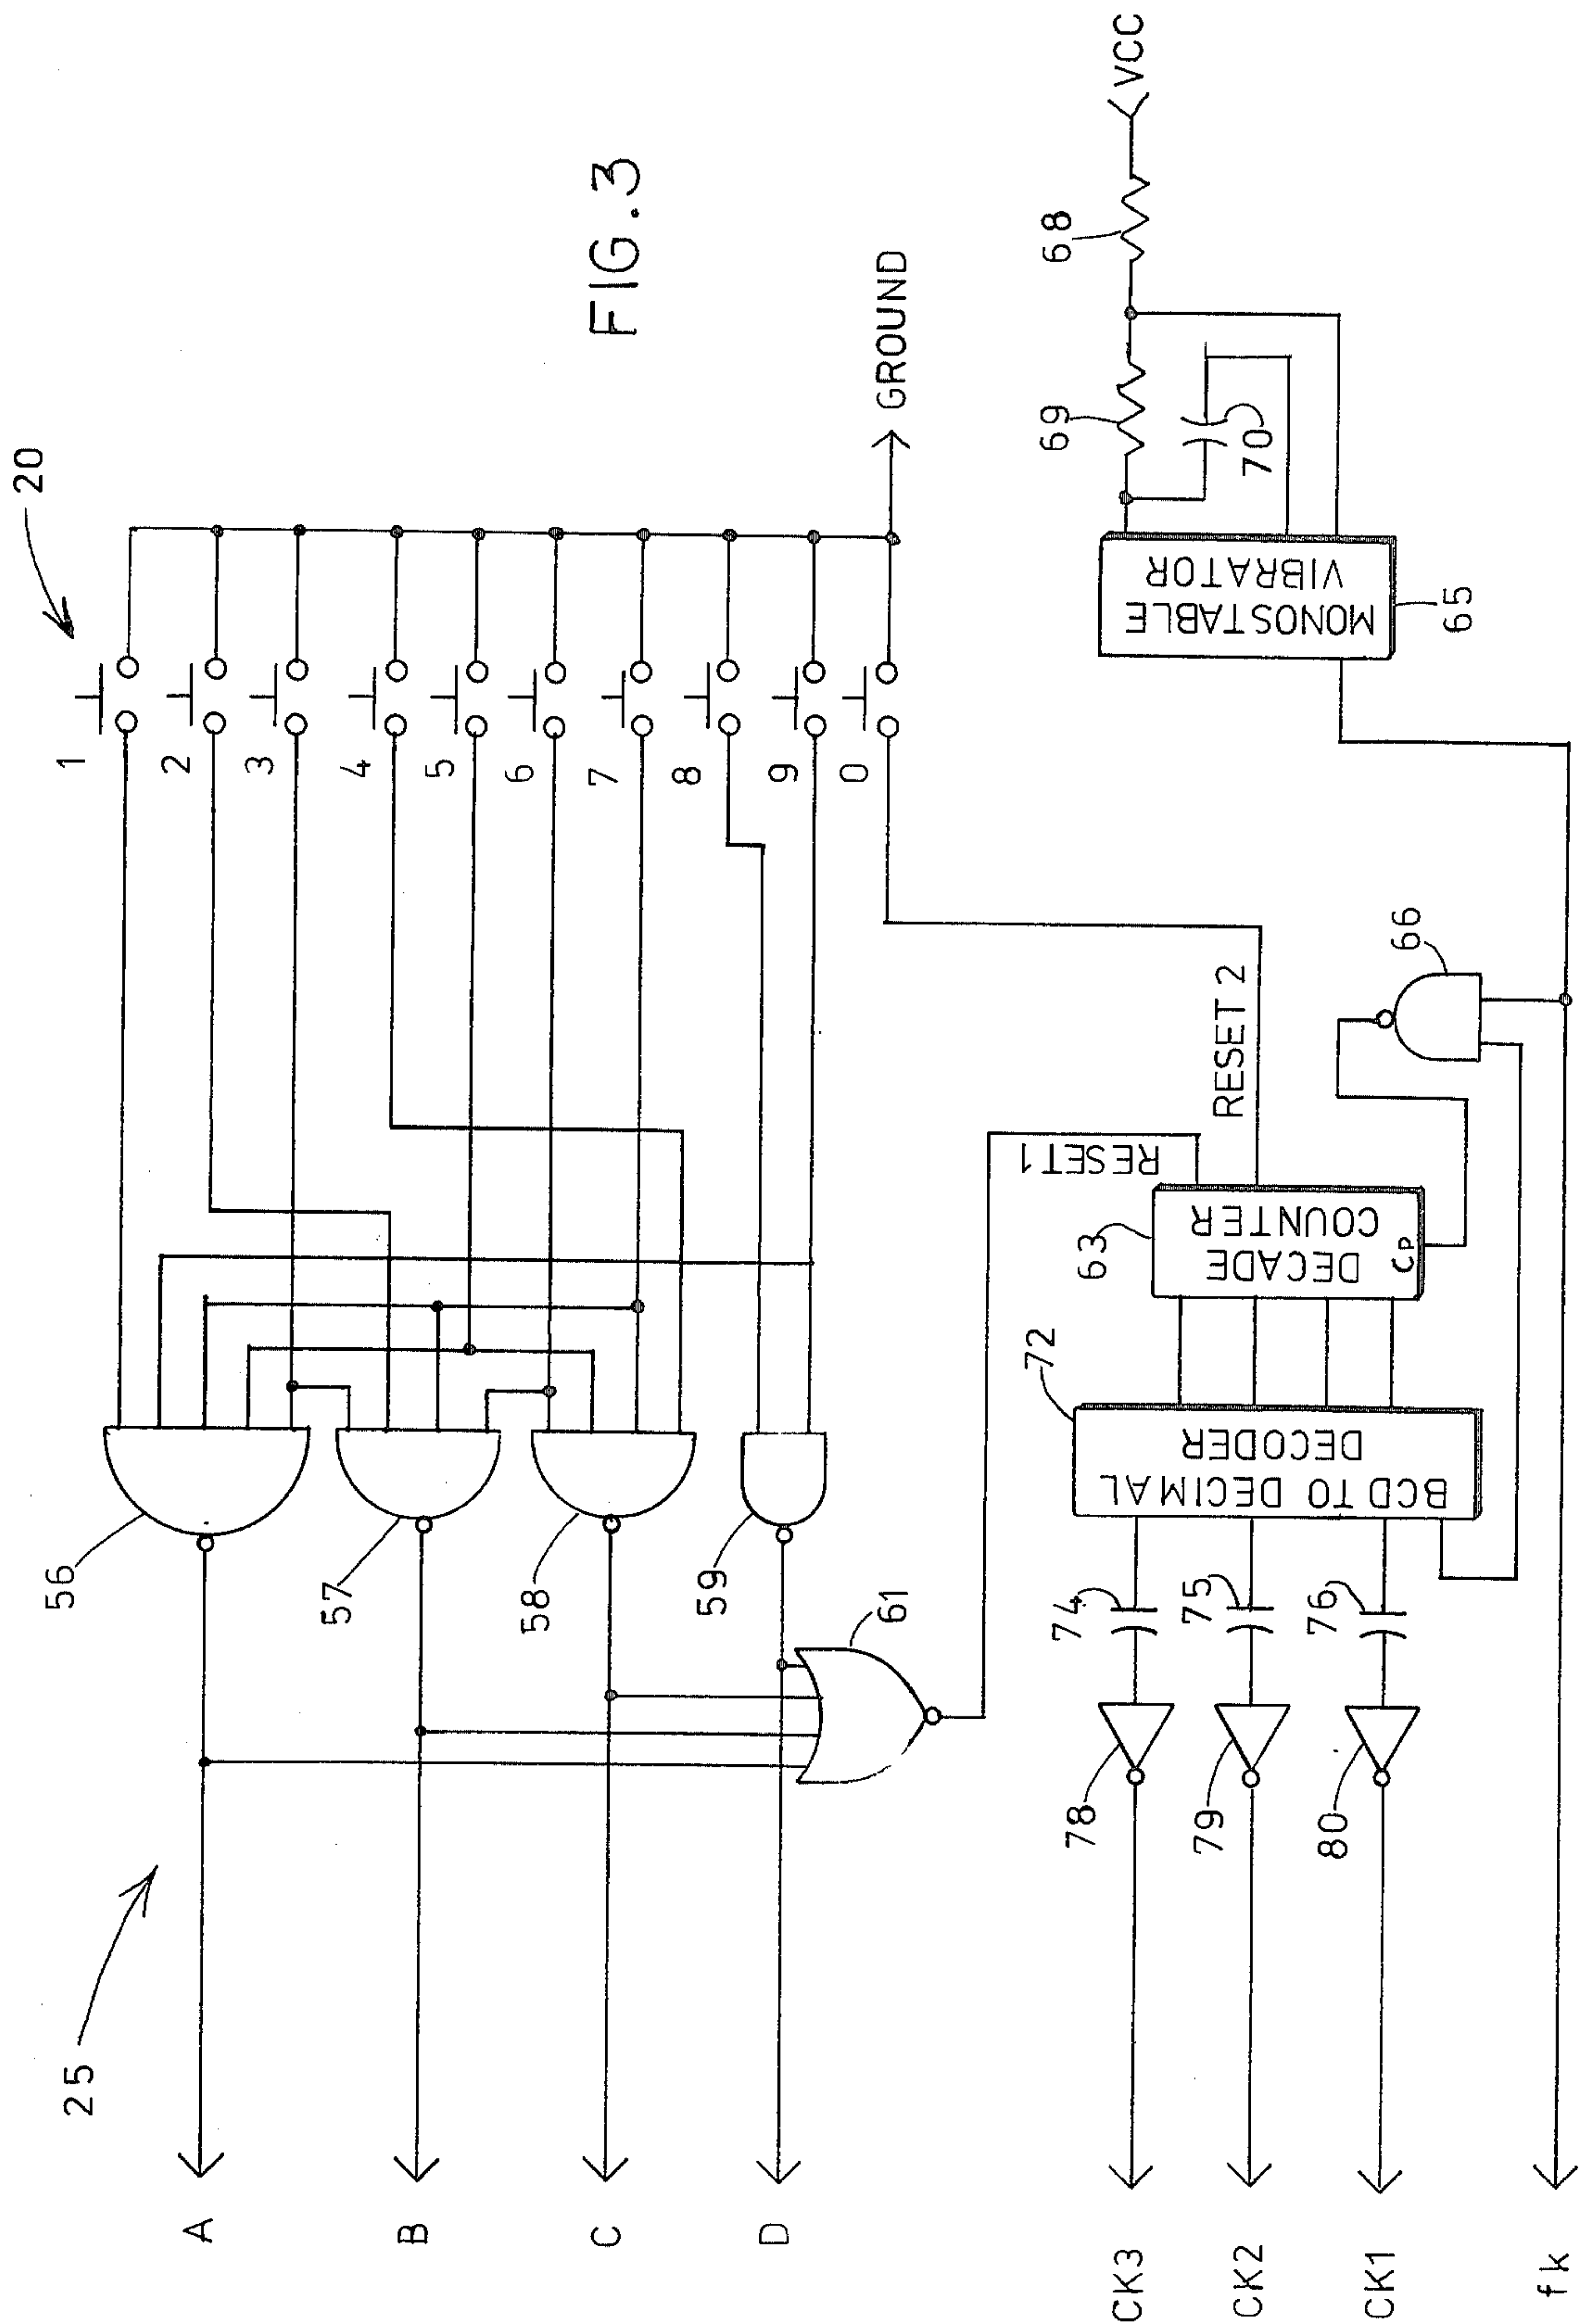 FIG.3
20
1
2
3
4
5
6
7
8
9
0
GROUND
VCC
68
69
70
MONOSTABLE
VIBRATOR
65
66
RESET 2
RESET1
63
DECADE
COUNTER
CP
72
BCD TO DECIMAL
DECODER
56
57
58
59
61
74
75
76
78
79
80
25
A
B
C
D
CK3
CK2
CK1
fk